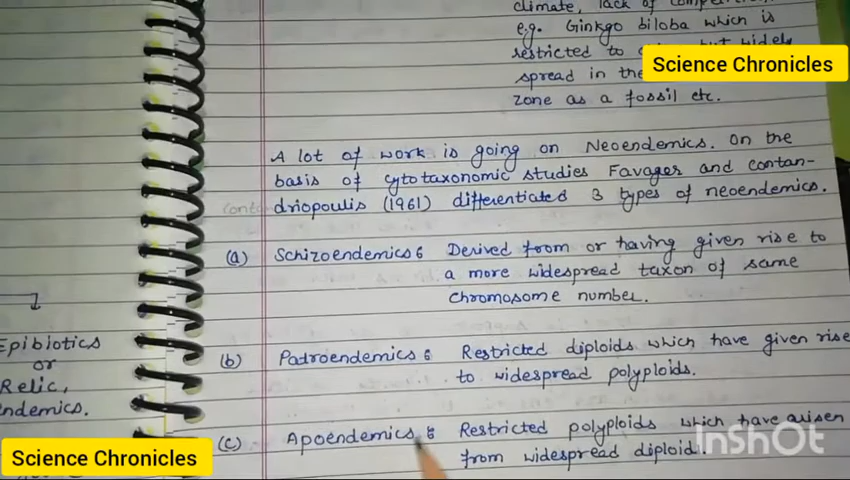 climate, lack of
e.g. Ginkgo biloba which is
restricted to but widely
spread in the
zone as a fossil etc.
Science Chronicles
A lot of work is going on Neoendemics. On the
basis of cytotaxonomic studies Favager and contan-
driopoulis (1961) differentiated 3 types of neoendemics.
(a) Schizoendemics : Derived from or having given rise to
a more widespread taxon of same
chromosome number.
Epibiotics
or
Relic,
endemics.
(b) Patroendemics : Restricted diploids which have given rise
to widespread polyploids.
(c) Apoendemics : Restricted polyploids which have arisen
from widespread diploid.
InShOt
Science Chronicles